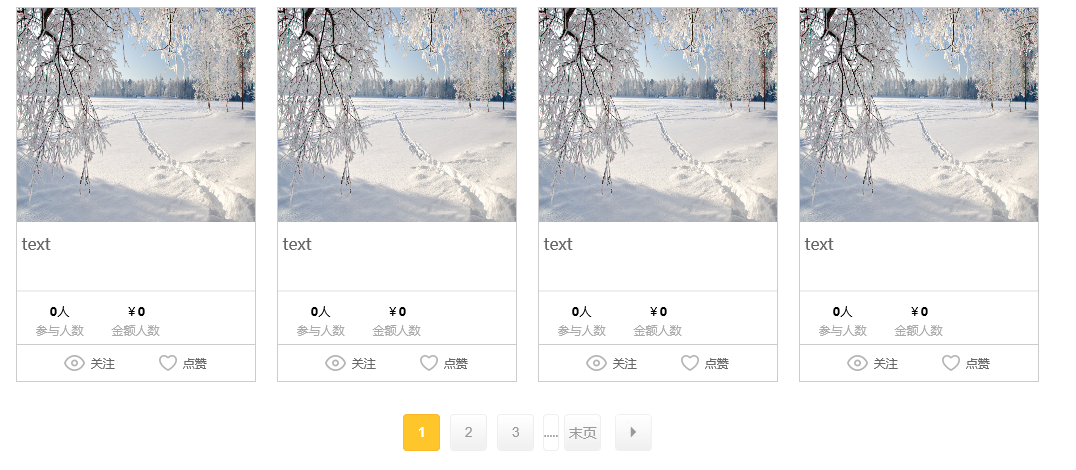 text text text text
0人 ¥0 0人 ¥0 0人 ¥0 0人 ¥0
参与人数 金额人数 参与人数 金额人数 参与人数 金额人数 参与人数 金额人数
关注 点赞 关注 点赞 关注 点赞 关注 点赞
1 2 3 ..... 末页